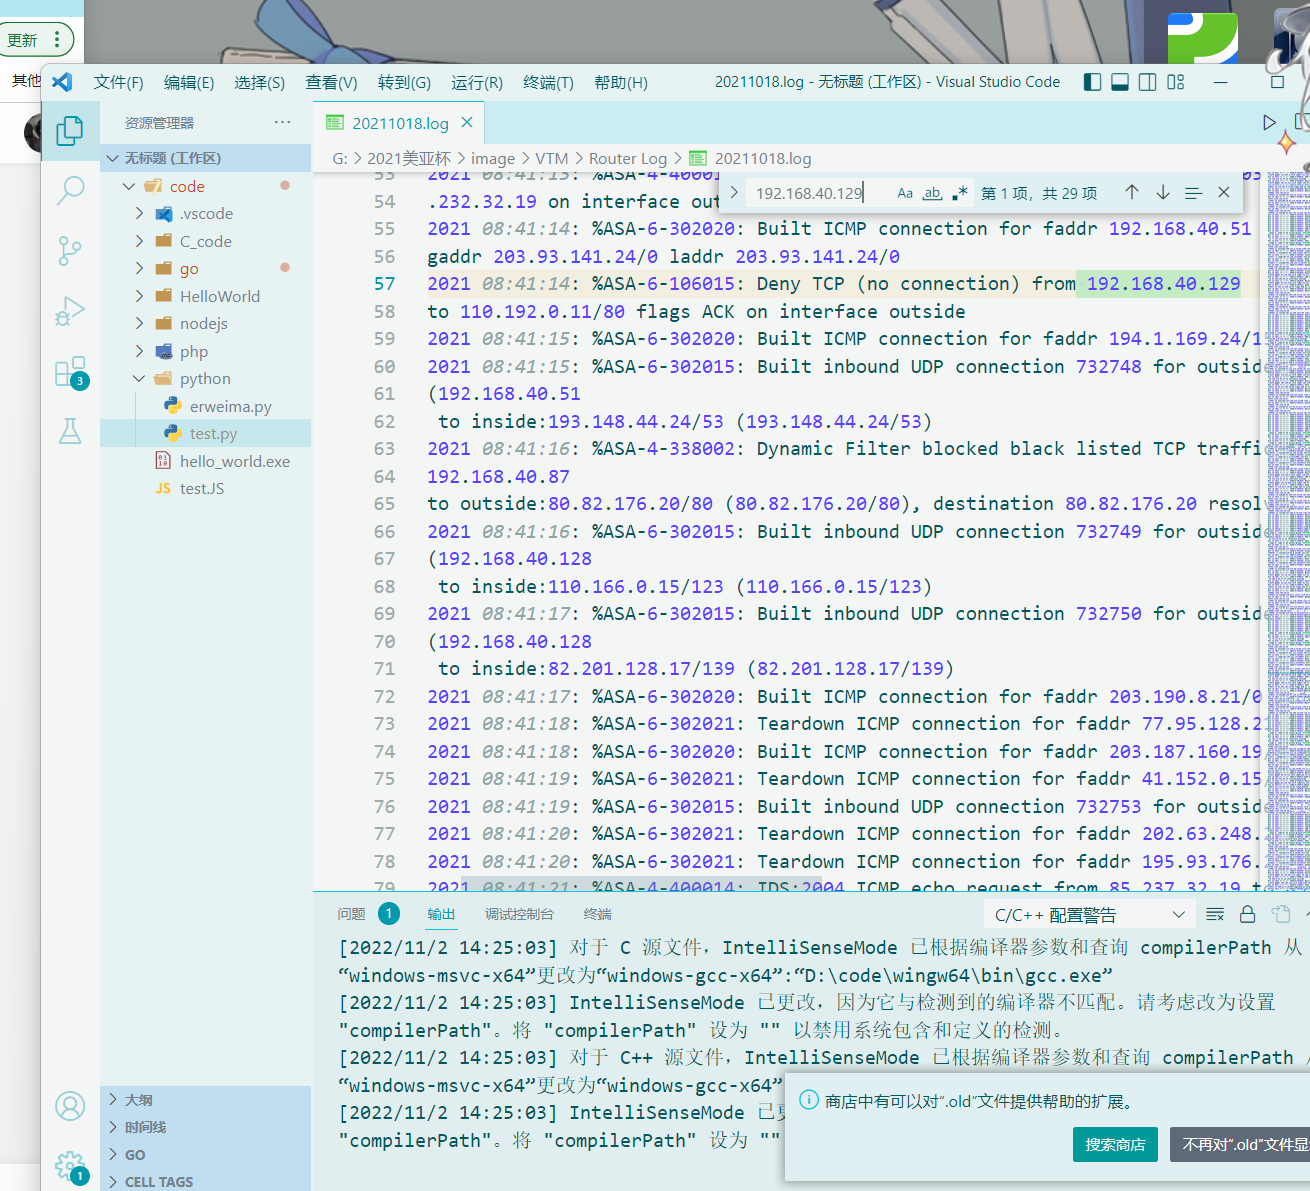 更新
其他
文件(F) 编辑(E) 选择(S) 查看(V) 转到(G) 运行(R) 终端(T) 帮助(H) 20211018.log - 无标题 (工作区) - Visual Studio Code
资源管理器 ···
无标题 (工作区)
code
.vscode
C_code
go
HelloWorld
nodejs
php
python
erweima.py
test.py
hello_world.exe
JS test.JS
3
大纲
时间线
GO
CELL TAGS
1
20211018.log
G: > 2021美亚杯 > image > VTM > Router Log > 20211018.log
192.168.40.129 Aa ab .* 第 1 项，共 29 项
53 2021 08:41:13: %ASA-4-40001
54 .232.32.19 on interface out
55 2021 08:41:14: %ASA-6-302020: Built ICMP connection for faddr 192.168.40.51
56 gaddr 203.93.141.24/0 laddr 203.93.141.24/0
57 2021 08:41:14: %ASA-6-106015: Deny TCP (no connection) from 192.168.40.129
58 to 110.192.0.11/80 flags ACK on interface outside
59 2021 08:41:15: %ASA-6-302020: Built ICMP connection for faddr 194.1.169.24/1
60 2021 08:41:15: %ASA-6-302015: Built inbound UDP connection 732748 for outside
61 (192.168.40.51
62 to inside:193.148.44.24/53 (193.148.44.24/53)
63 2021 08:41:16: %ASA-4-338002: Dynamic Filter blocked black listed TCP traffi
64 192.168.40.87
65 to outside:80.82.176.20/80 (80.82.176.20/80), destination 80.82.176.20 resol
66 2021 08:41:16: %ASA-6-302015: Built inbound UDP connection 732749 for outside
67 (192.168.40.128
68 to inside:110.166.0.15/123 (110.166.0.15/123)
69 2021 08:41:17: %ASA-6-302015: Built inbound UDP connection 732750 for outside
70 (192.168.40.128
71 to inside:82.201.128.17/139 (82.201.128.17/139)
72 2021 08:41:17: %ASA-6-302020: Built ICMP connection for faddr 203.190.8.21/0
73 2021 08:41:18: %ASA-6-302021: Teardown ICMP connection for faddr 77.95.128.2
74 2021 08:41:18: %ASA-6-302020: Built ICMP connection for faddr 203.187.160.19/
75 2021 08:41:19: %ASA-6-302021: Teardown ICMP connection for faddr 41.152.0.15/
76 2021 08:41:19: %ASA-6-302015: Built inbound UDP connection 732753 for outside
77 2021 08:41:20: %ASA-6-302021: Teardown ICMP connection for faddr 202.63.248.
78 2021 08:41:20: %ASA-6-302021: Teardown ICMP connection for faddr 195.93.176.
79 2021 08:41:21: %ASA-4-400014: IDS:2004 ICMP echo request from 85.237.32.19 t
问题 1 输出 调试控制台 终端 C/C++ 配置警告
[2022/11/2 14:25:03] 对于 C 源文件，IntelliSenseMode 已根据编译器参数和查询 compilerPath 从
“windows-msvc-x64”更改为“windows-gcc-x64”:“D:\code\wingw64\bin\gcc.exe”
[2022/11/2 14:25:03] IntelliSenseMode 已更改，因为它与检测到的编译器不匹配。请考虑改为设置
"compilerPath"。将 "compilerPath" 设为 "" 以禁用系统包含和定义的检测。
[2022/11/2 14:25:03] 对于 C++ 源文件，IntelliSenseMode 已根据编译器参数和查询 compilerPath
“windows-msvc-x64”更改为“windows-gcc-x64”
[2022/11/2 14:25:03] IntelliSenseMode 已
"compilerPath"。将 "compilerPath" 设为 ""
商店中有可以对“.old”文件提供帮助的扩展。
搜索商店 不再对“.old”文件显